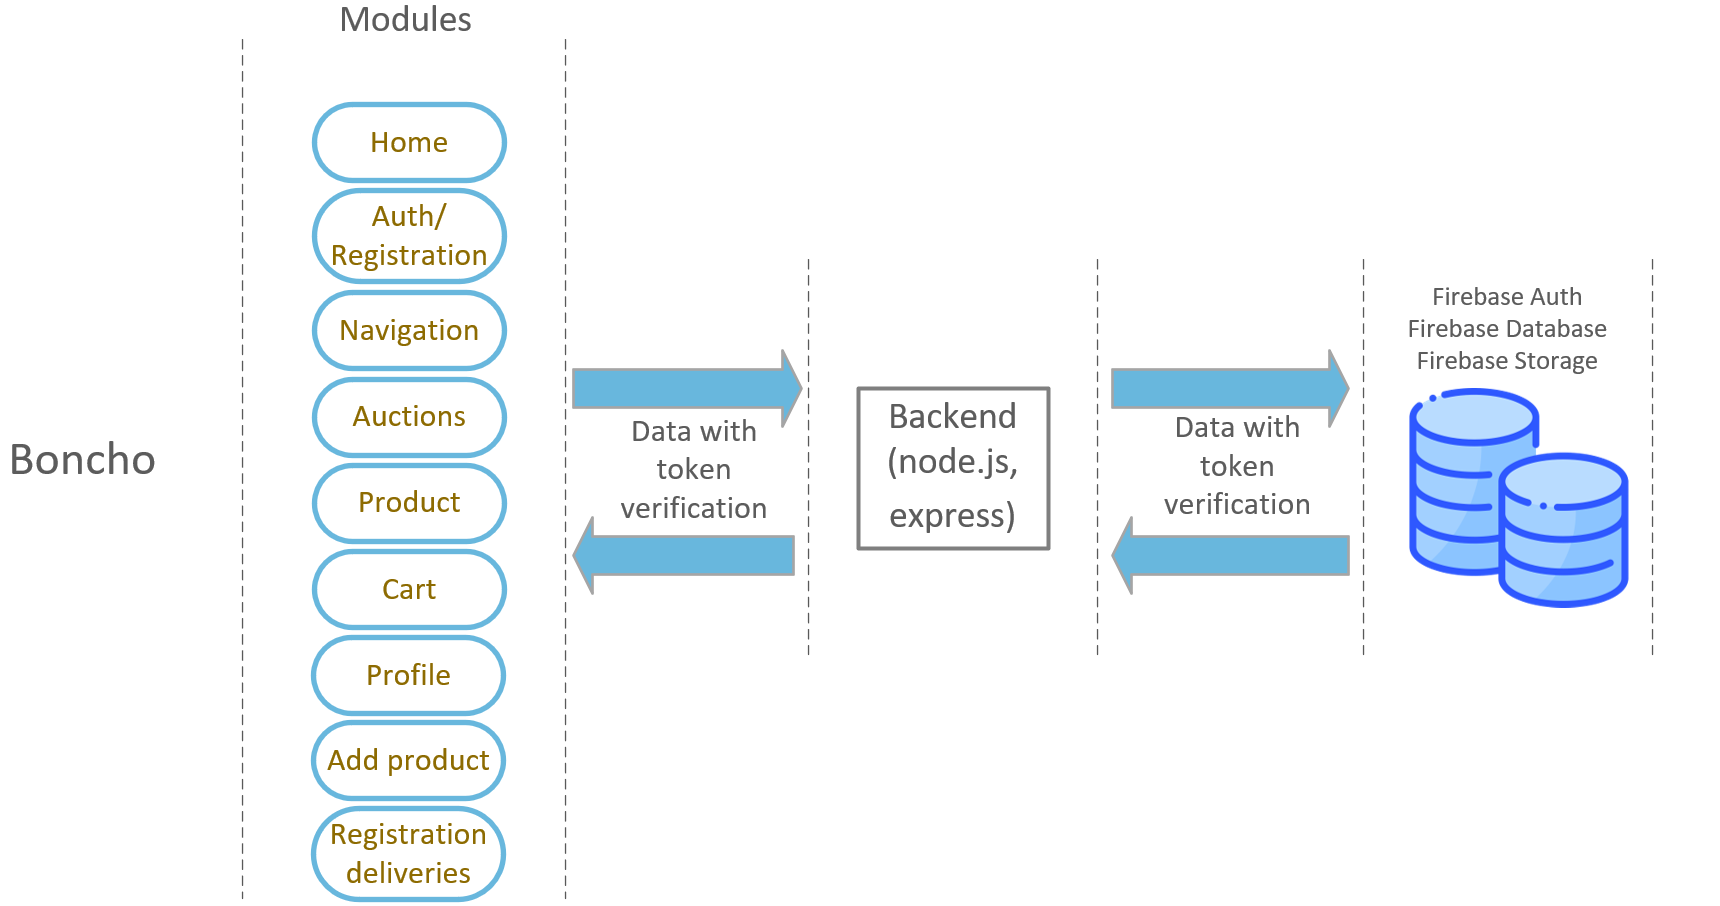 Modules
Home
Auth/
Registration
Navigation
Auctions
Product
Cart
Profile
Add product
Registration
deliveries
Boncho
Data with
token
verification
Backend
(node.js,
express)
Data with
token
verification
Firebase Auth
Firebase Database
Firebase Storage